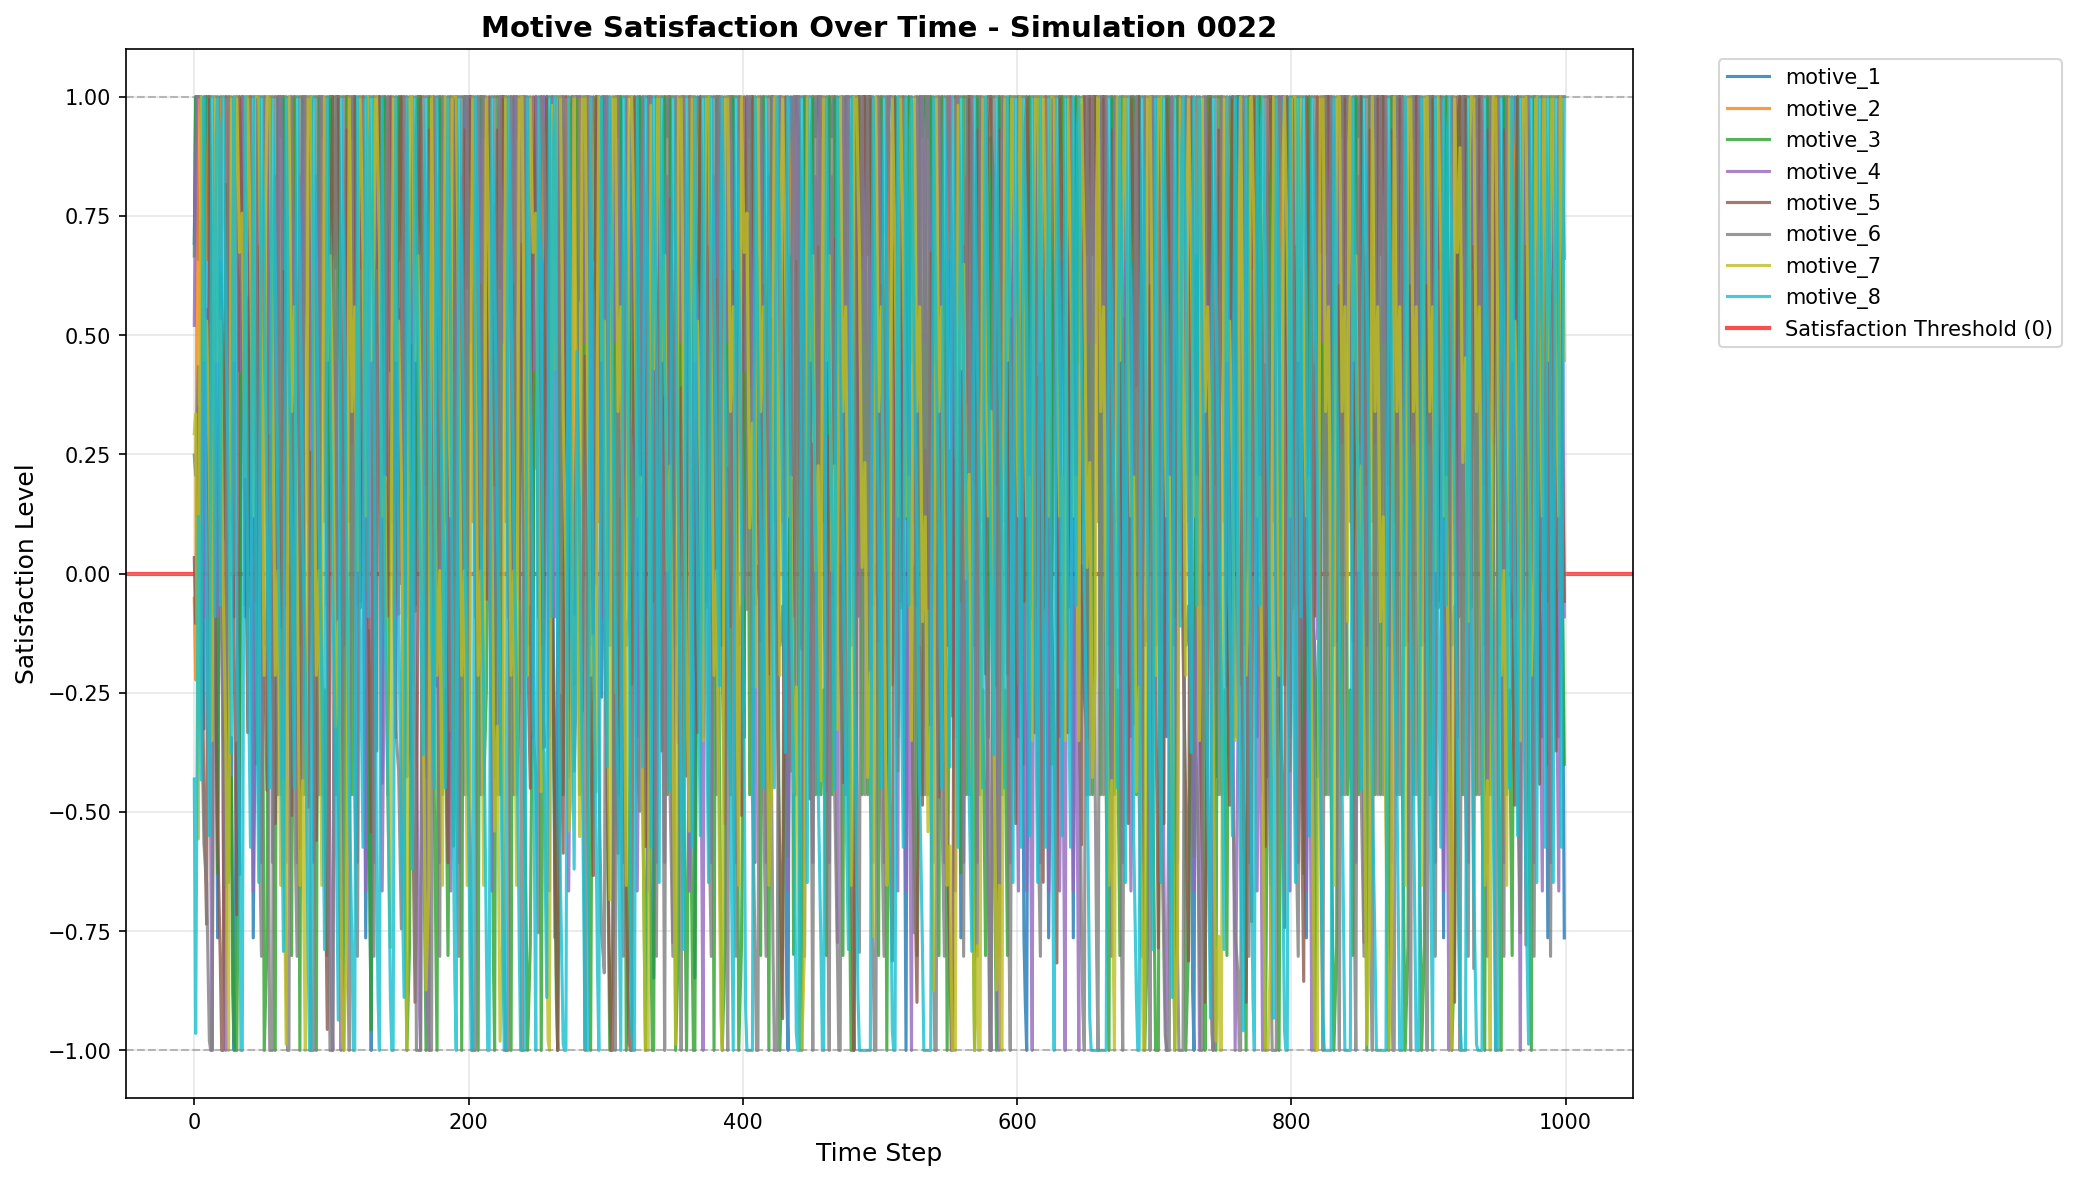 Motive Satisfaction Over Time - Simulation 0022
1.00
0.75
0.50
0.25
0.00
−0.25
−0.50
−0.75
−1.00
Satisfaction Level
0 200 400 600 800 1000
Time Step
motive_1
motive_2
motive_3
motive_4
motive_5
motive_6
motive_7
motive_8
Satisfaction Threshold (0)